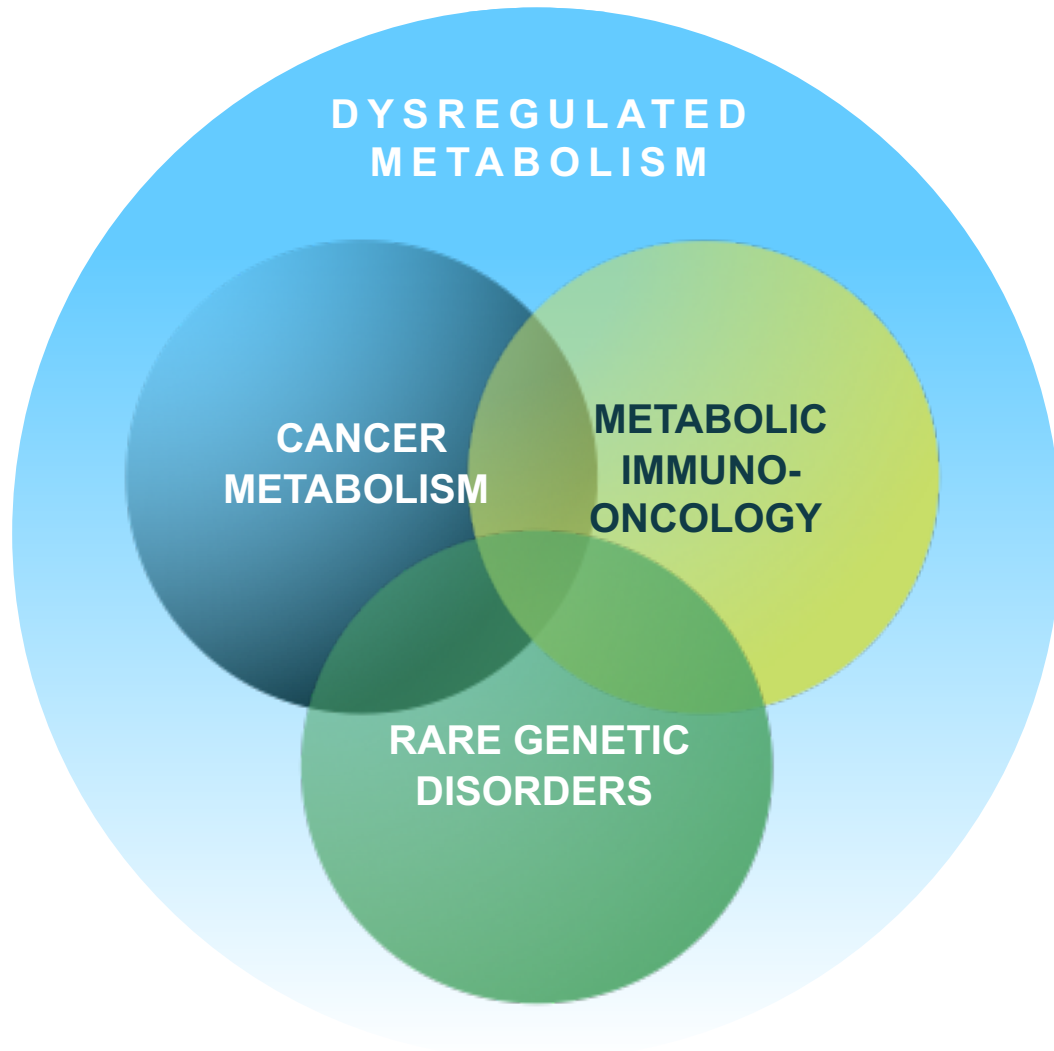 DYSREGULATED
METABOLISM
CANCER
METABOLISM
METABOLIC
IMMUNO-
ONCOLOGY
RARE GENETIC
DISORDERS